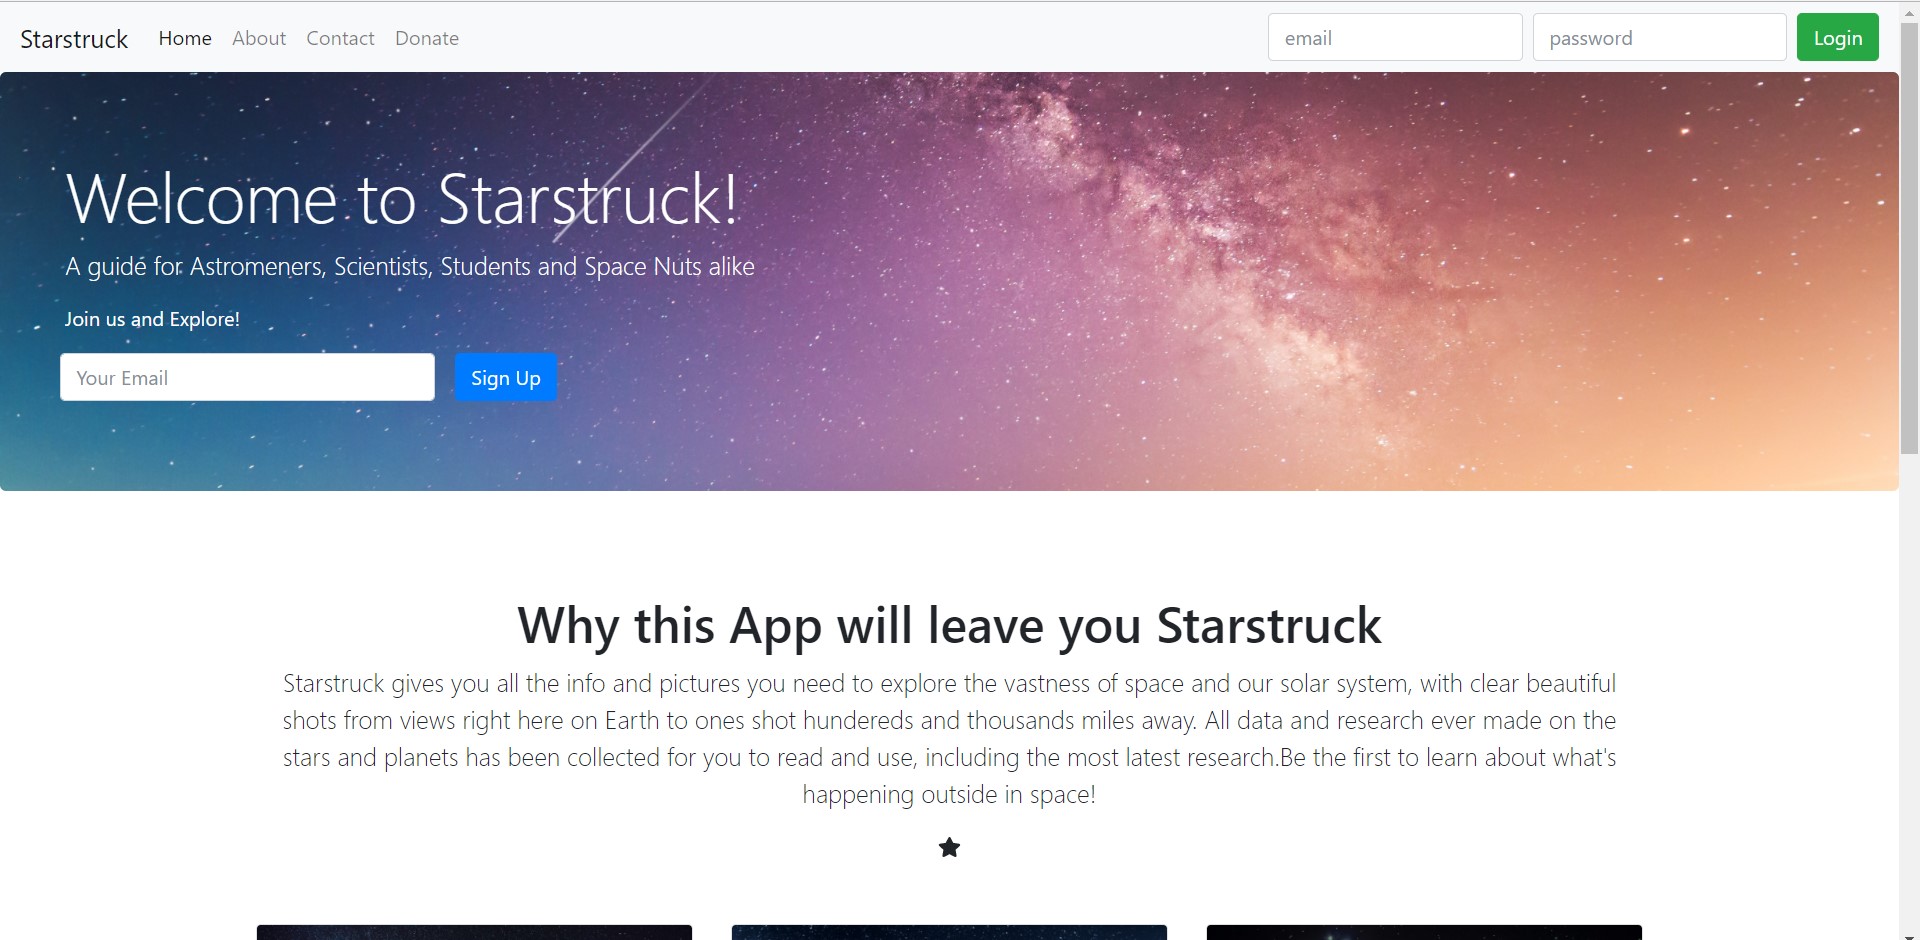 Starstruck Home About Contact Donate email password Login
Welcome to Starstruck!
A guide for Astromeners, Scientists, Students and Space Nuts alike
Join us and Explore!
Your Email Sign Up
Why this App will leave you Starstruck
Starstruck gives you all the info and pictures you need to explore the vastness of space and our solar system, with clear beautiful
shots from views right here on Earth to ones shot hundereds and thousands miles away. All data and research ever made on the
stars and planets has been collected for you to read and use, including the most latest research.Be the first to learn about what's
happening outside in space!